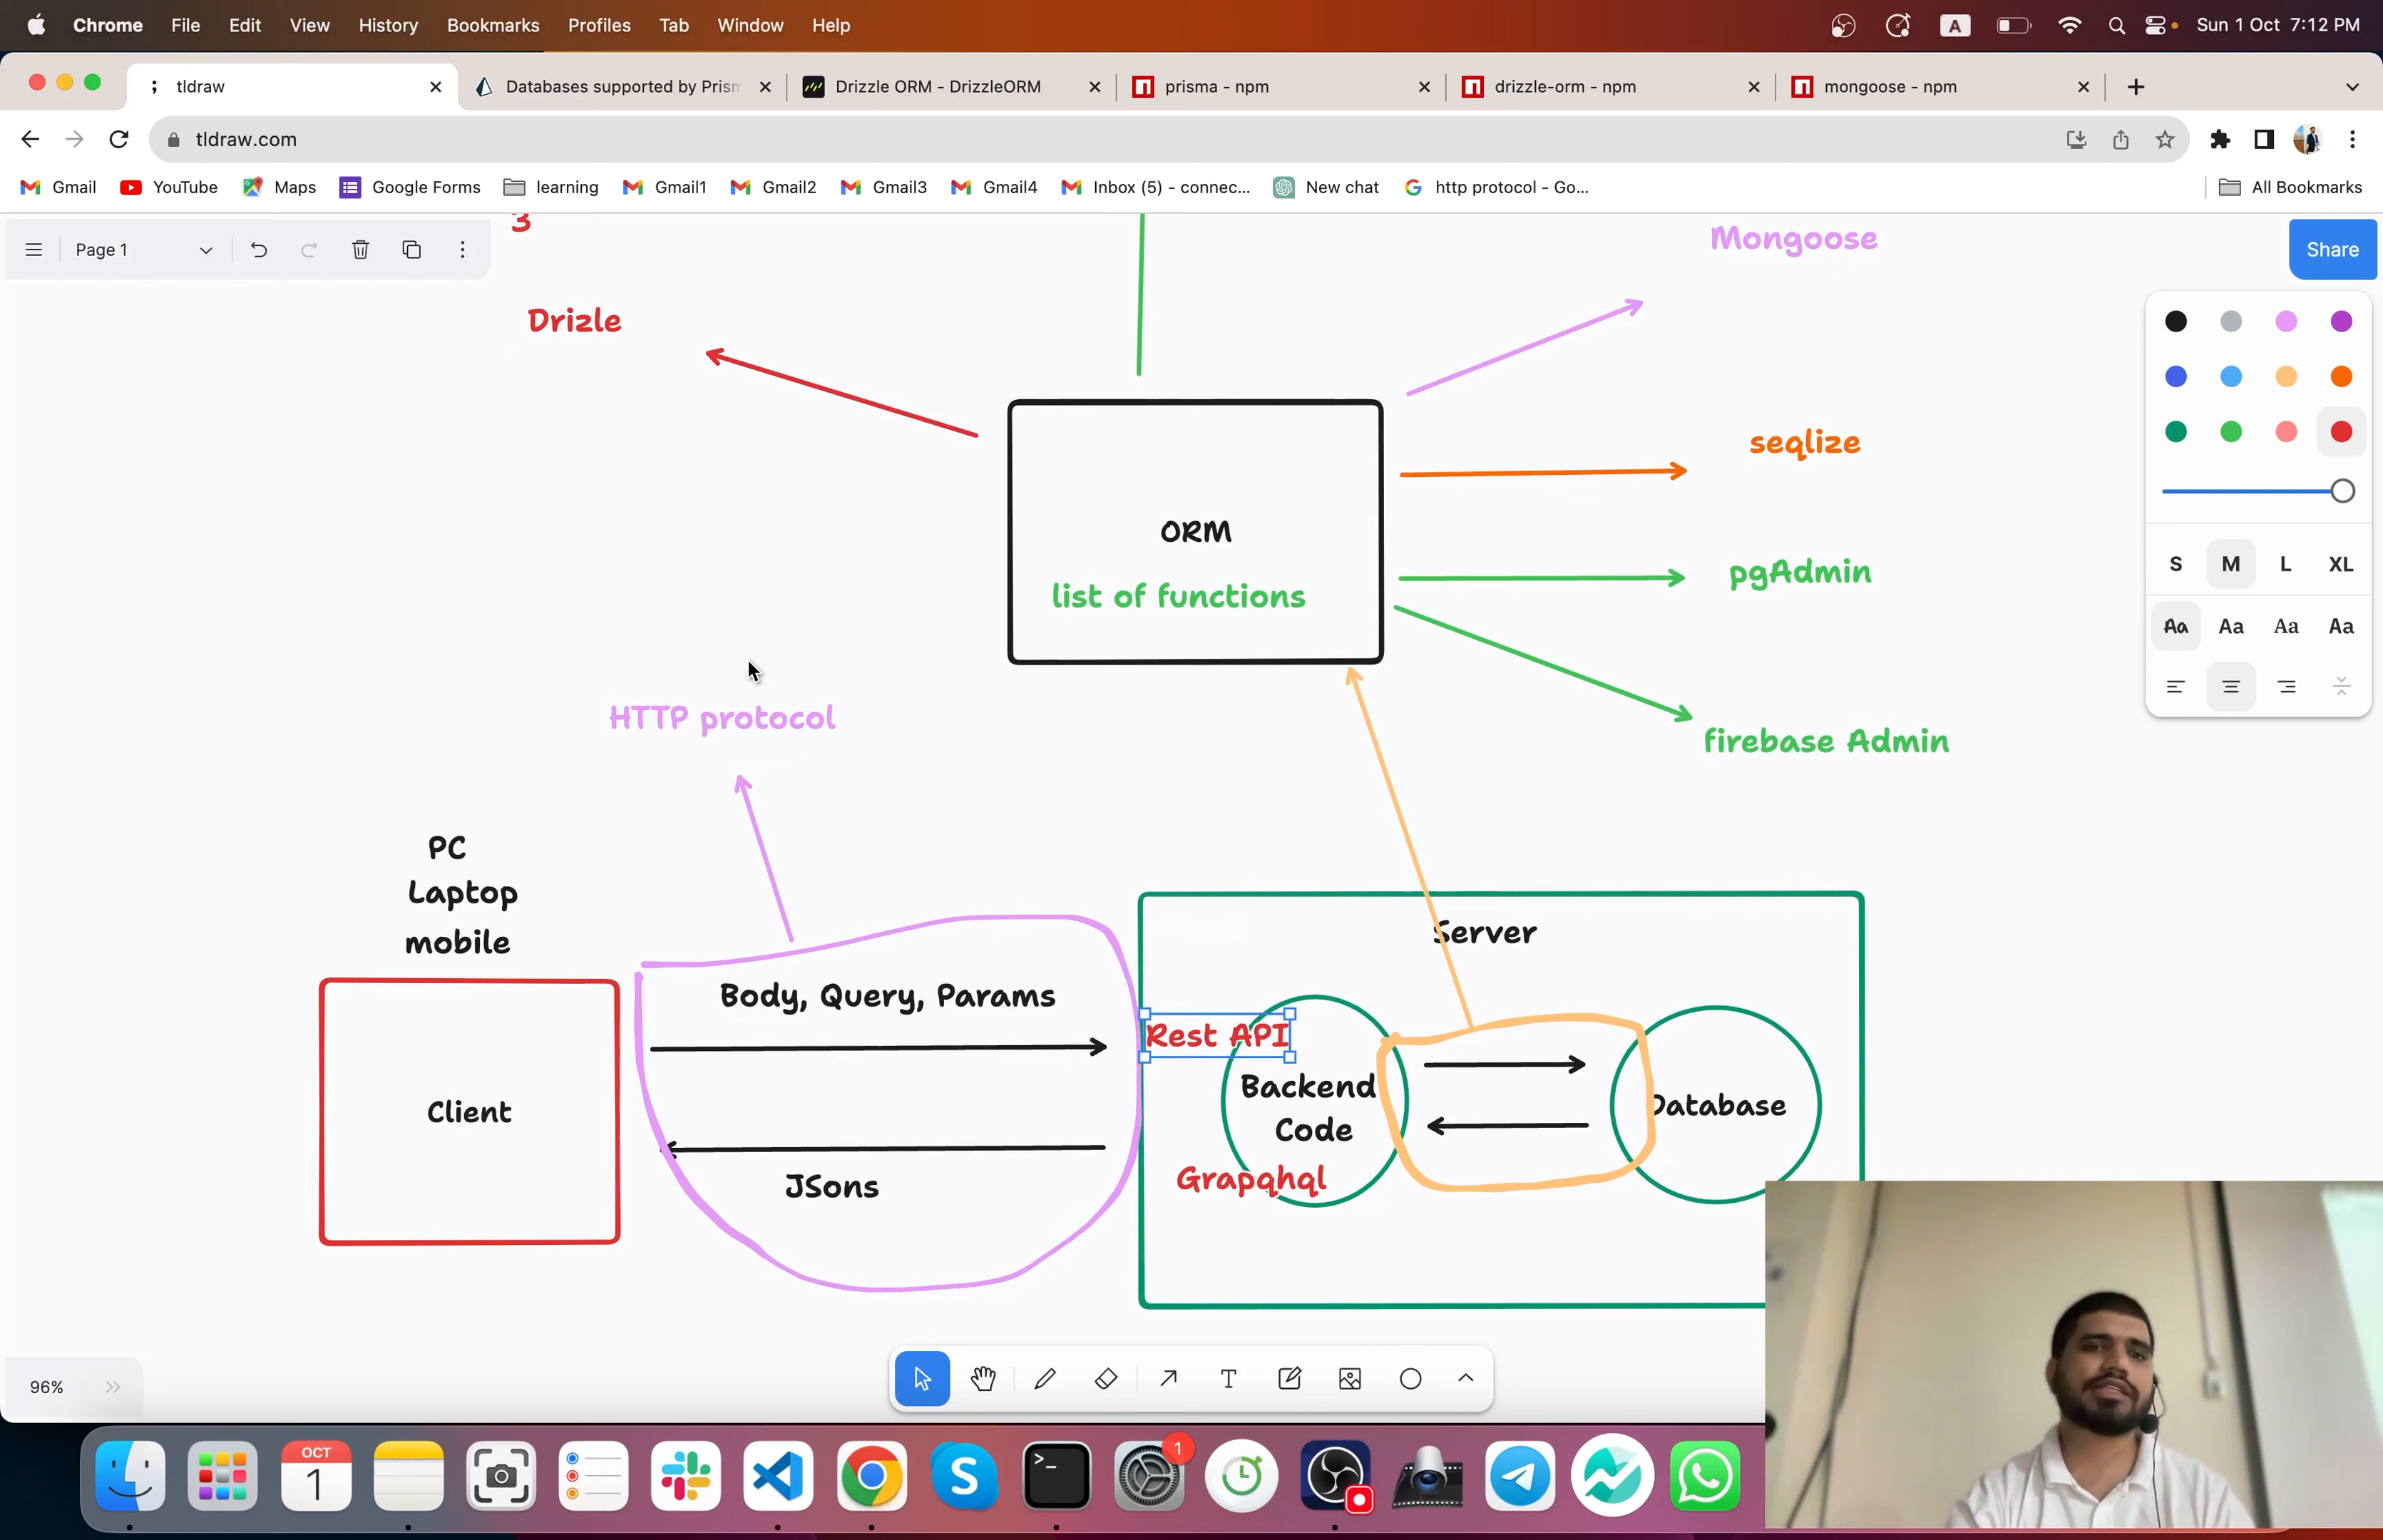 Chrome File Edit View History Bookmarks Profiles Tab Window Help A Sun 1 Oct 7:12 PM
tldraw Databases supported by Prism Drizzle ORM - DrizzleORM prisma - npm drizzle-orm - npm mongoose - npm
tldraw.com
Gmail YouTube Maps Google Forms learning Gmail1 Gmail2 Gmail3 Gmail4 Inbox (5) - connec... New chat http protocol - Go... All Bookmarks
3
Page 1
Share
Mongoose
Drizle
seqlize
ORM
list of functions
pgAdmin
firebase Admin
S M L XL
Aa Aa Aa Aa
HTTP protocol
PC
Laptop
mobile
Client
Body, Query, Params
JSons
Server
Rest API
Backend
Code
Grapqhql
Database
96%
T
OCT
1
S
>_
1